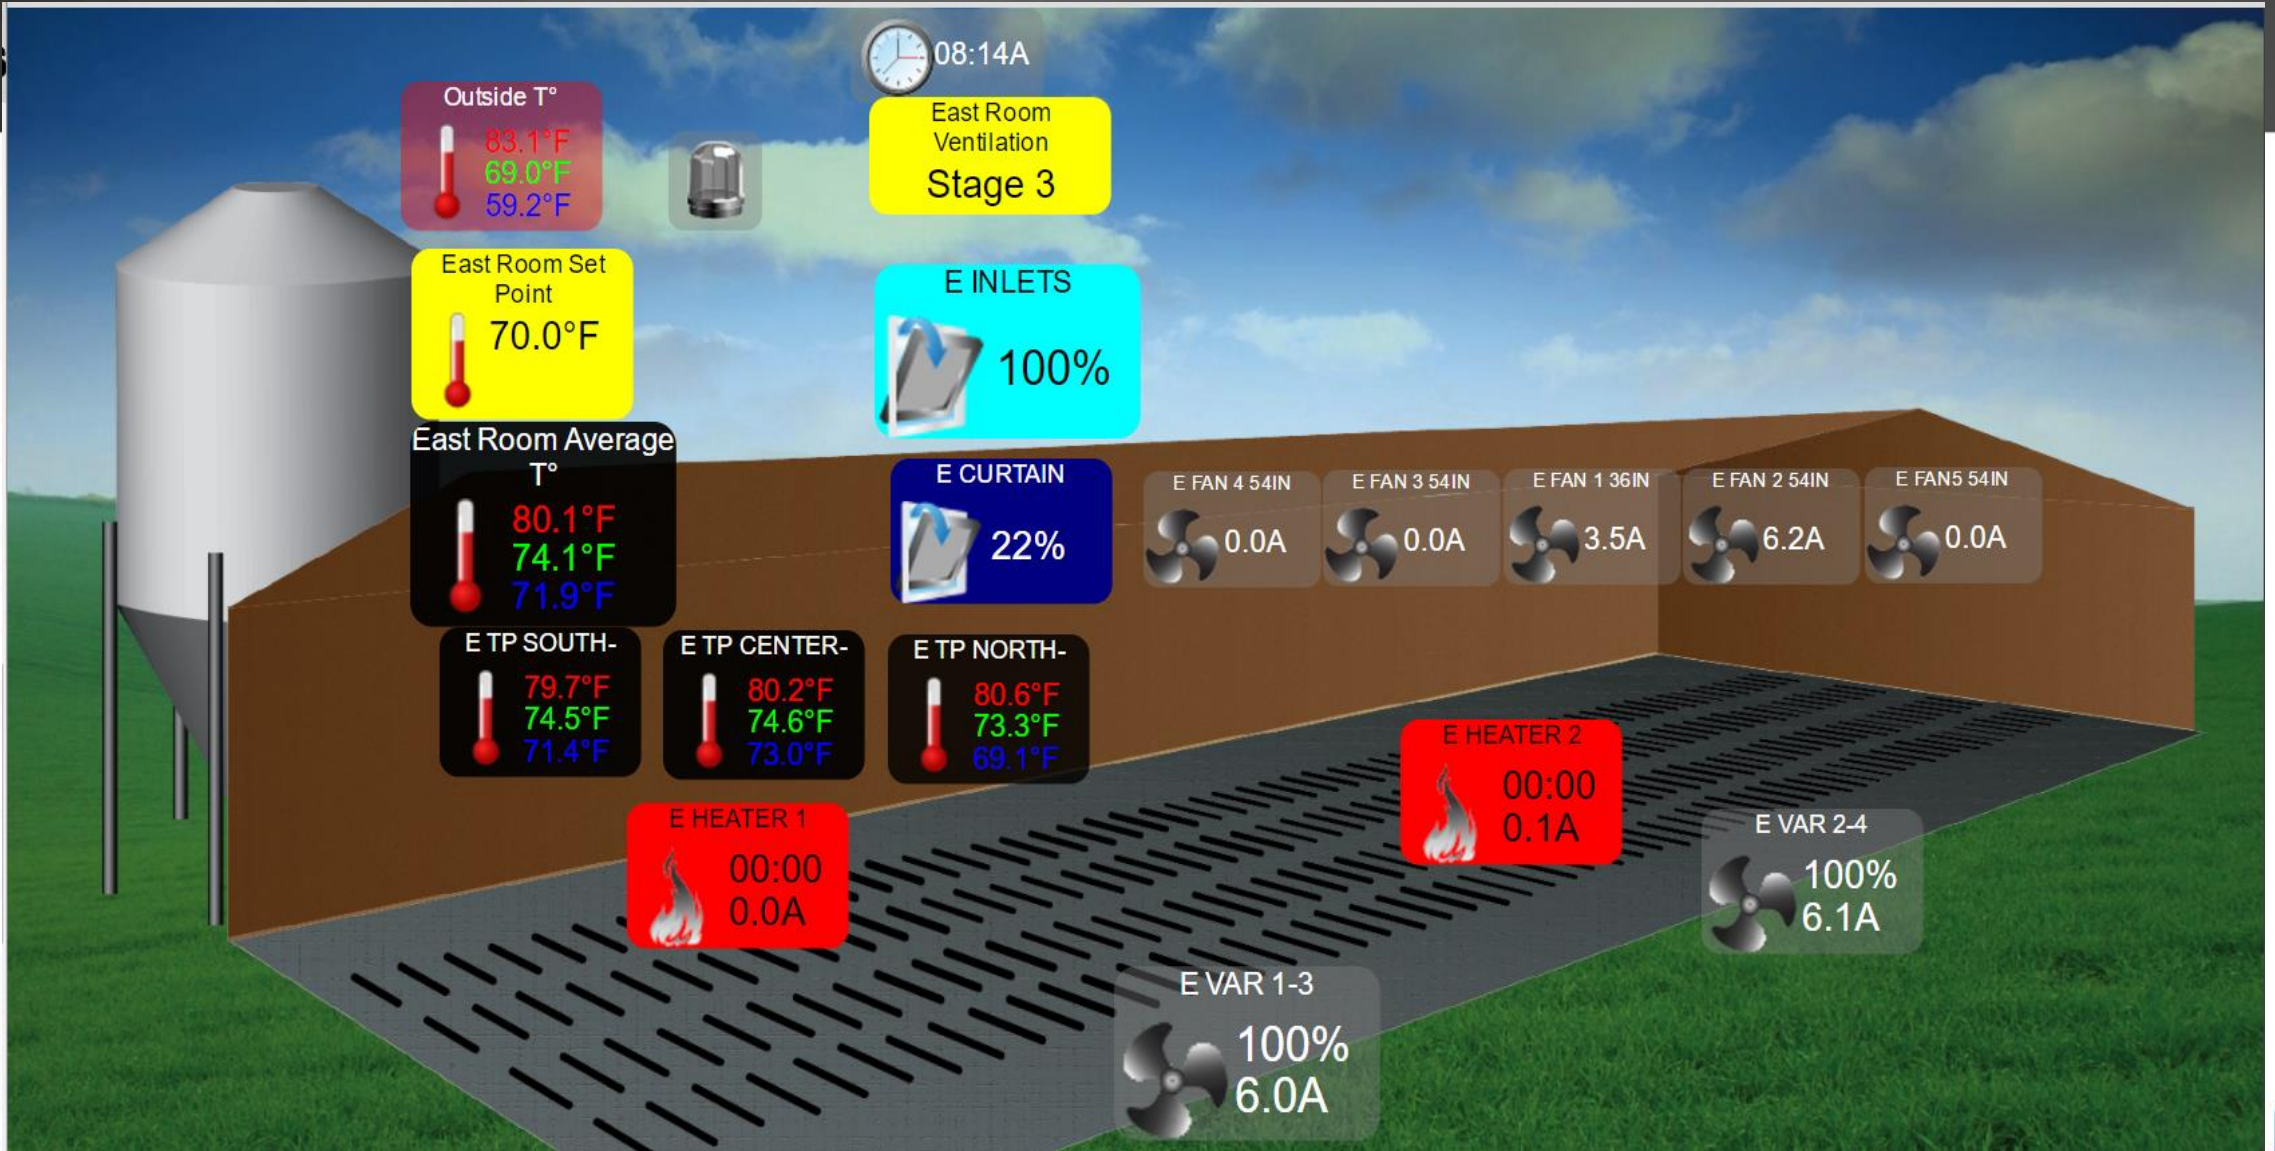 08:14A
Outside T°
83.1°F
69.0°F
59.2°F
East Room
Ventilation
Stage 3
East Room Set
Point
70.0°F
E INLETS
100%
East Room Average
T°
80.1°F
74.1°F
71.9°F
E CURTAIN
22%
E FAN 4 54IN
0.0A
E FAN 3 54IN
0.0A
E FAN 1 36IN
3.5A
E FAN 2 54IN
6.2A
E FAN5 54IN
0.0A
E TP SOUTH-
79.7°F
74.5°F
71.4°F
E TP CENTER-
80.2°F
74.6°F
73.0°F
E TP NORTH-
80.6°F
73.3°F
69.1°F
E HEATER 2
00:00
0.1A
E HEATER 1
00:00
0.0A
E VAR 2-4
100%
6.1A
E VAR 1-3
100%
6.0A